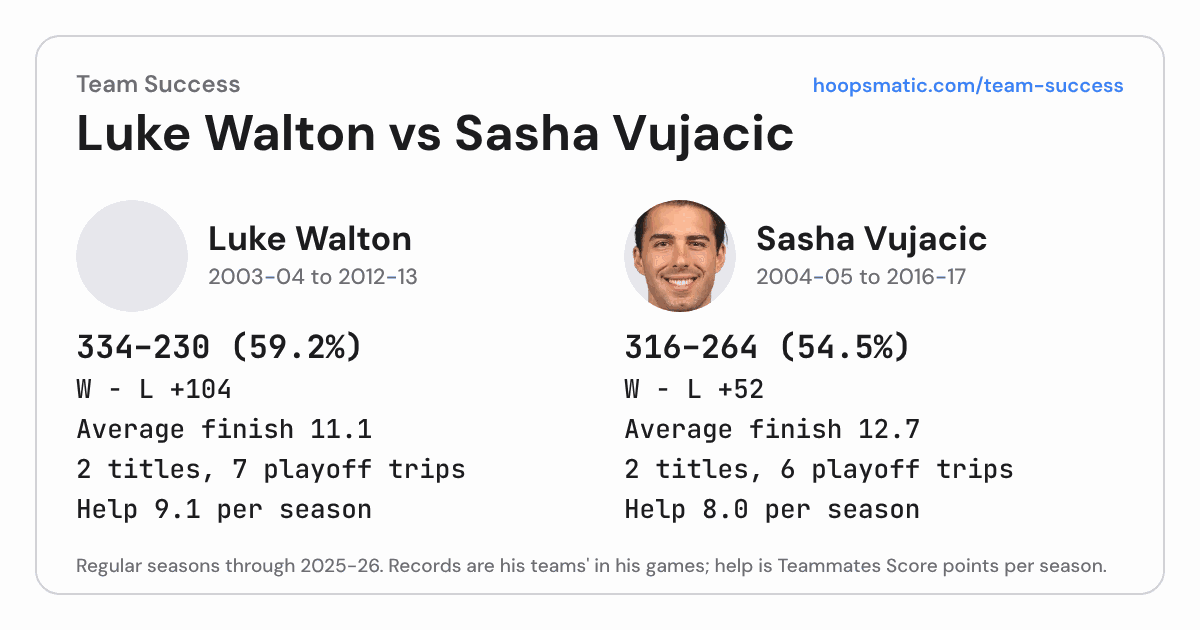 Team Success
hoopsmatic.com/team-success
Luke Walton vs Sasha Vujacic
Luke Walton
2003-04 to 2012-13
334-230 (59.2%)
W - L +104
Average finish 11.1
2 titles, 7 playoff trips
Help 9.1 per season
Sasha Vujacic
2004-05 to 2016-17
316-264 (54.5%)
W - L +52
Average finish 12.7
2 titles, 6 playoff trips
Help 8.0 per season
Regular seasons through 2025-26. Records are his teams' in his games; help is Teammates Score points per season.